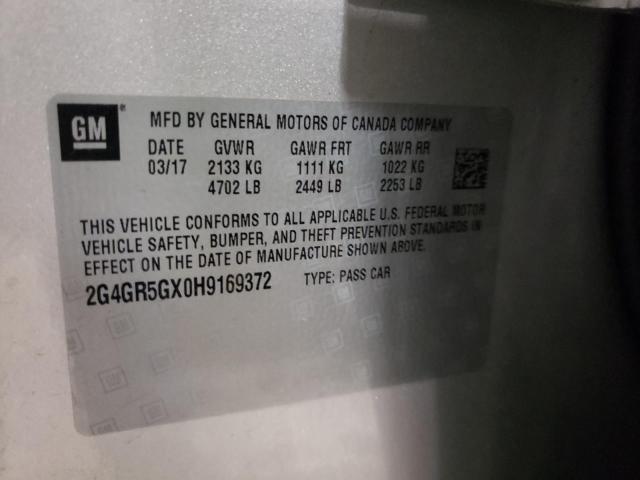 GM®
MFD BY GENERAL MOTORS OF CANADA COMPANY
DATE GVWR GAWR FRT GAWR RR
03/17 2133 KG 1111 KG 1022 KG
4702 LB 2449 LB 2253 LB
THIS VEHICLE CONFORMS TO ALL APPLICABLE U.S. FEDERAL MOTOR
VEHICLE SAFETY, BUMPER, AND THEFT PREVENTION STANDARDS IN
EFFECT ON THE DATE OF MANUFACTURE SHOWN ABOVE.
2G4GR5GX0H9169372 TYPE: PASS CAR